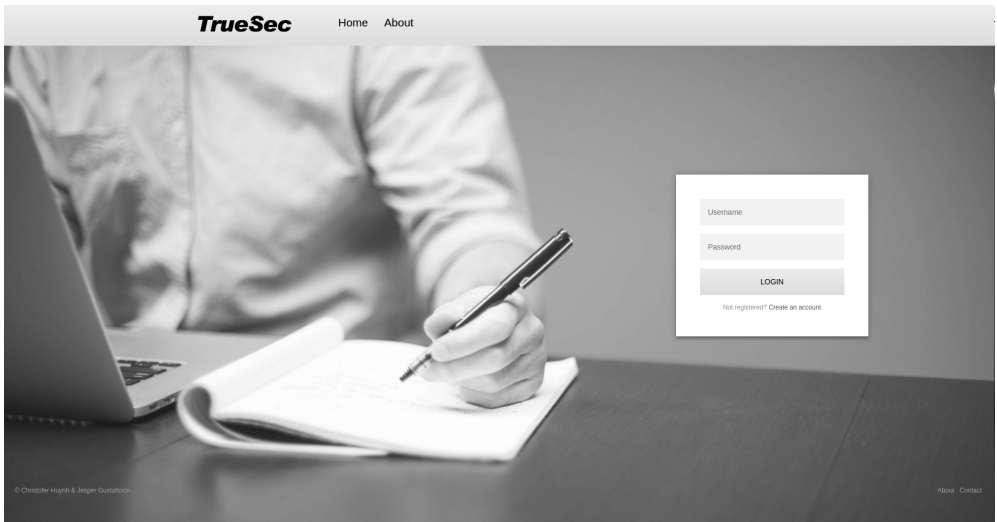 TrueSec
Home About
Username
Password
LOGIN
Not registered? Create an account
© Christofer Huynh & Jesper Gustafsson
About Contact